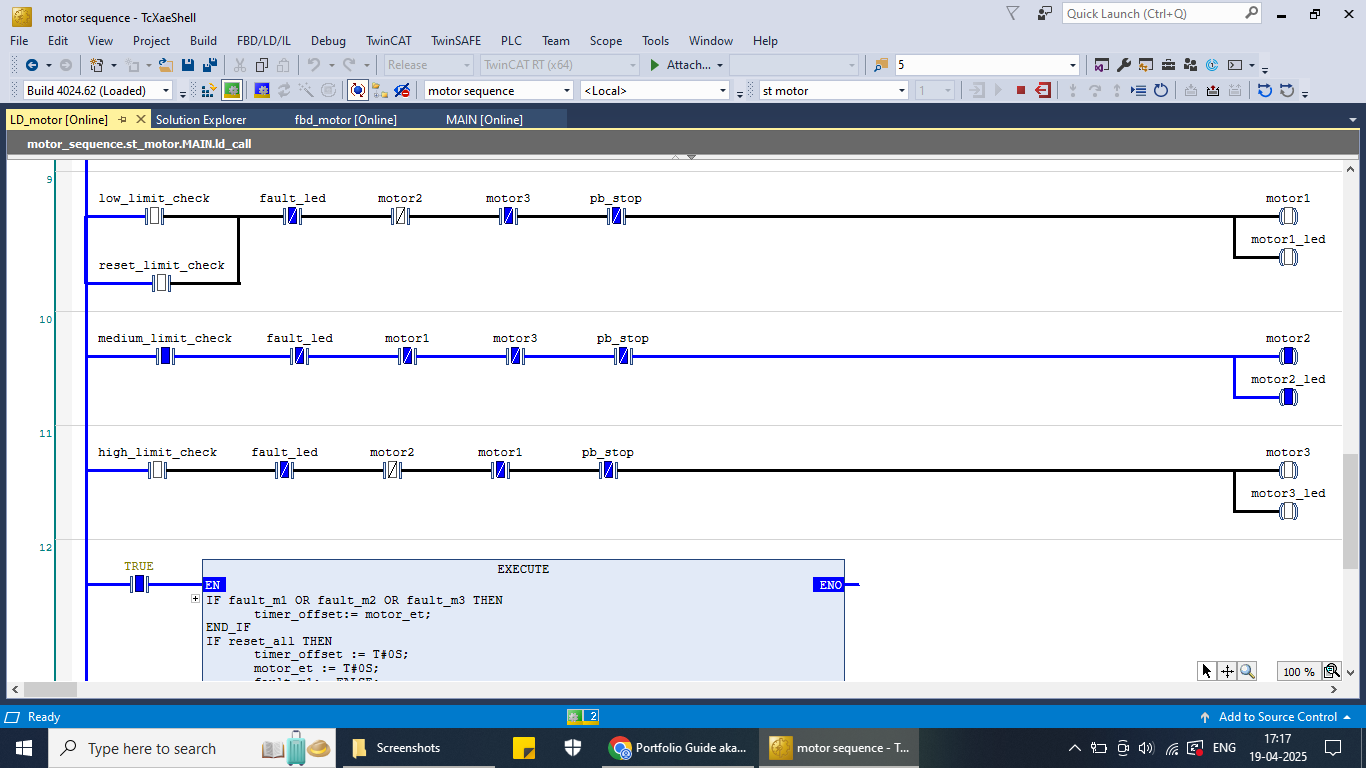 motor sequence - TcXaeShell
Quick Launch (Ctrl+Q)
File Edit View Project Build FBD/LD/IL Debug TwinCAT TwinSAFE PLC Team Scope Tools Window Help
Release TwinCAT RT (x64) Attach... 5
Build 4024.62 (Loaded) motor sequence <Local> st motor 1
LD_motor [Online] Solution Explorer fbd_motor [Online] MAIN [Online]
motor_sequence.st_motor.MAIN.ld_call
9
low_limit_check fault_led motor2 motor3 pb_stop motor1
motor1_led
reset_limit_check
10
medium_limit_check fault_led motor1 motor3 pb_stop motor2
motor2_led
11
high_limit_check fault_led motor2 motor1 pb_stop motor3
motor3_led
12
TRUE
EXECUTE
EN ENO
IF fault_m1 OR fault_m2 OR fault_m3 THEN
timer_offset:= motor_et;
END_IF
IF reset_all THEN
timer_offset := T#0S;
motor_et := T#0S;
100 %
Ready 2 Add to Source Control
Type here to search Screenshots Portfolio Guide aka... motor sequence - T... ENG 17:17
19-04-2025